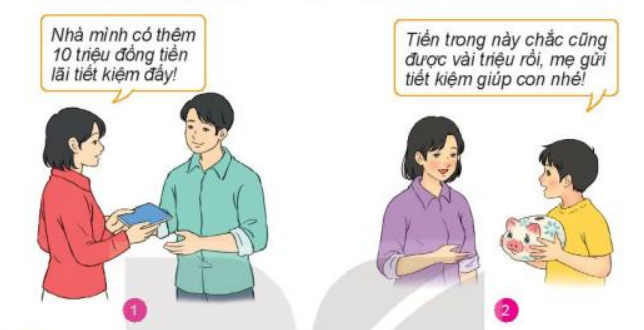 Nhà mình có thêm
10 triệu đồng tiền
lãi tiết kiệm đấy!
Tiền trong này chắc cũng
được vài triệu rồi, mẹ gửi
tiết kiệm giúp con nhé!
1
2